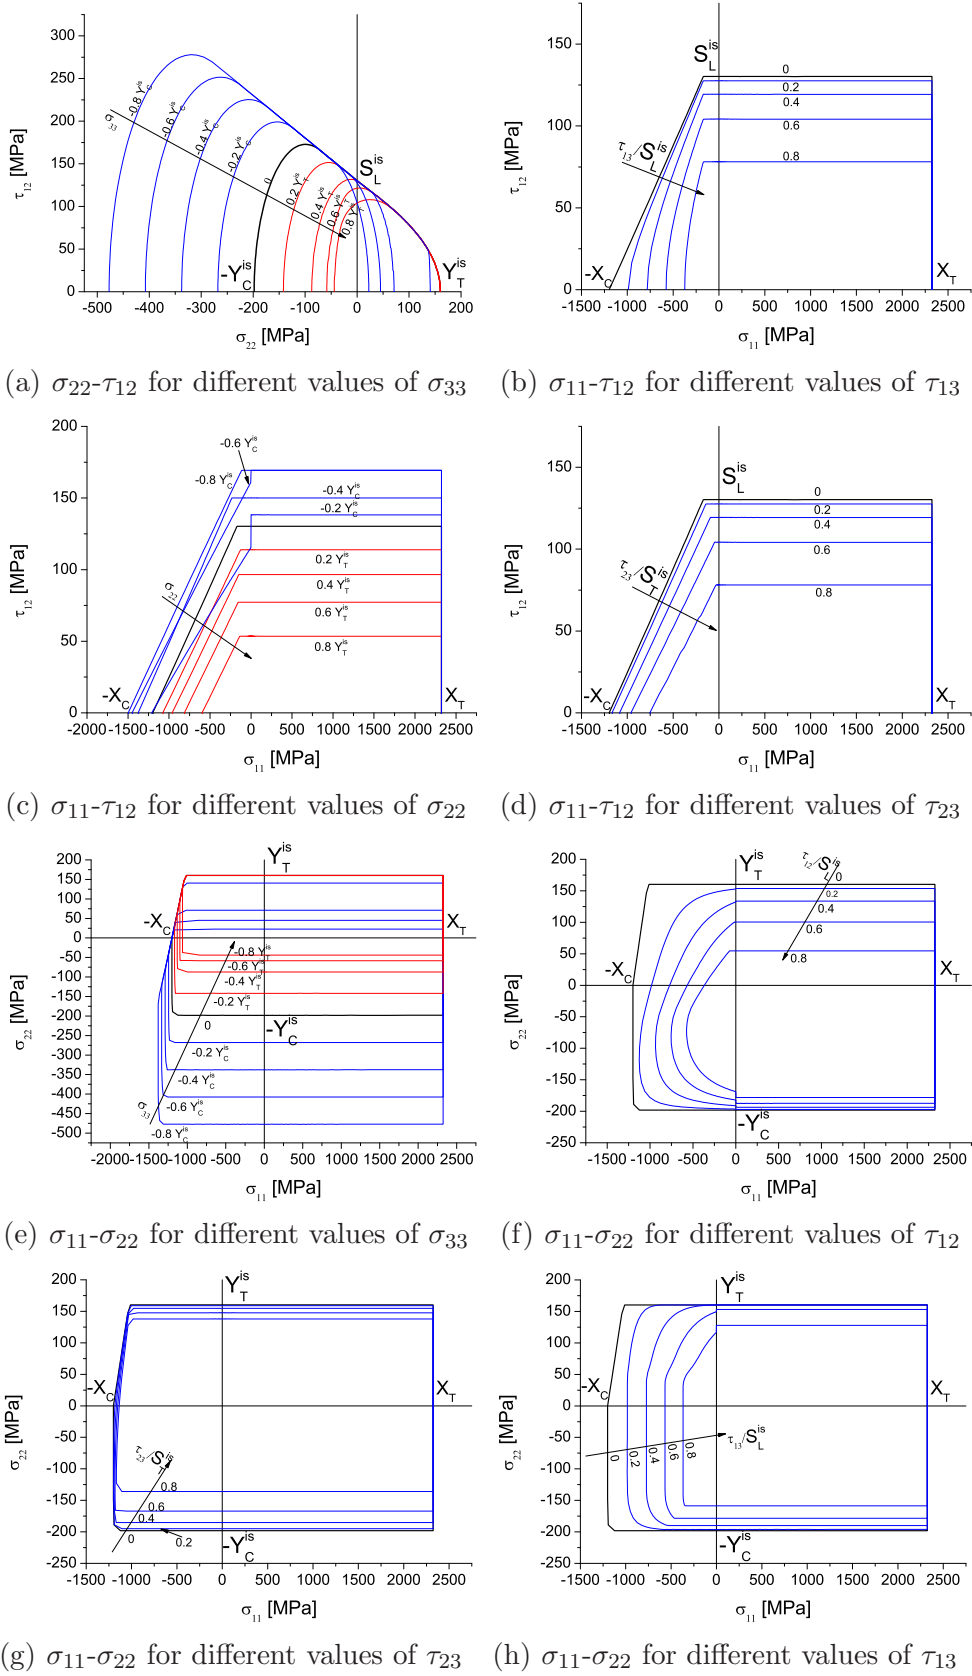 τ12 [MPa]
300
250
200
150
100
50
0
-0.8 Y_C^is
-0.6 Y_C^is
-0.4 Y_C^is
-0.2 Y_C^is
0
0.2 Y_T^is
0.4 Y_T^is
0.6 Y_T^is
0.8 Y_T^is
σ33
S_L^is
-Y_C^is
Y_T^is
-500 -400 -300 -200 -100 0 100 200
σ22 [MPa]
τ12 [MPa]
150
100
50
0
S_L^is
0
0.2
0.4
0.6
0.8
τ13/S_L^is
-X_C
X_T
-1500 -1000 -500 0 500 1000 1500 2000 2500
σ11 [MPa]
(a) σ22-τ12 for different values of σ33
(b) σ11-τ12 for different values of τ13
τ12 [MPa]
200
150
100
50
0
-0.6 Y_C^is
-0.8 Y_C^is
-0.4 Y_C^is
-0.2 Y_C^is
0.2 Y_T^is
0.4 Y_T^is
0.6 Y_T^is
0.8 Y_T^is
σ22
-X_C
X_T
-2000 -1500 -1000 -500 0 500 1000 1500 2000 2500
σ11 [MPa]
τ12 [MPa]
150
100
50
0
S_L^is
0
0.2
0.4
0.6
0.8
τ23/S_T^is
-X_C
X_T
-1500 -1000 -500 0 500 1000 1500 2000 2500
σ11 [MPa]
(c) σ11-τ12 for different values of σ22
(d) σ11-τ12 for different values of τ23
σ22 [MPa]
200
150
100
50
0
-50
-100
-150
-200
-250
-300
-350
-400
-450
-500
Y_T^is
-X_C
X_T
-0.8 Y_T^is
-0.6 Y_T^is
-0.4 Y_T^is
-0.2 Y_T^is
0
-Y_C^is
-0.2 Y_C^is
-0.4 Y_C^is
-0.6 Y_C^is
-0.8 Y_C^is
σ33
-2000 -1500 -1000 -500 0 500 1000 1500 2000 2500
σ11 [MPa]
σ22 [MPa]
200
150
100
50
0
-50
-100
-150
-200
-250
Y_T^is
τ12/S_L^is
0
0.2
0.4
0.6
0.8
-X_C
X_T
-Y_C^is
-1500 -1000 -500 0 500 1000 1500 2000 2500
σ11 [MPa]
(e) σ11-σ22 for different values of σ33
(f) σ11-σ22 for different values of τ12
σ22 [MPa]
200
150
100
50
0
-50
-100
-150
-200
-250
Y_T^is
-X_C
X_T
τ23/S_T^is
0.8
0.6
0.4
0
0.2
-Y_C^is
-1500 -1000 -500 0 500 1000 1500 2000 2500
σ11 [MPa]
σ22 [MPa]
200
150
100
50
0
-50
-100
-150
-200
-250
Y_T^is
-X_C
X_T
τ13/S_L^is
0
0.2
0.4
0.6
0.8
-Y_C^is
-1500 -1000 -500 0 500 1000 1500 2000 2500
σ11 [MPa]
(g) σ11-σ22 for different values of τ23
(h) σ11-σ22 for different values of τ13